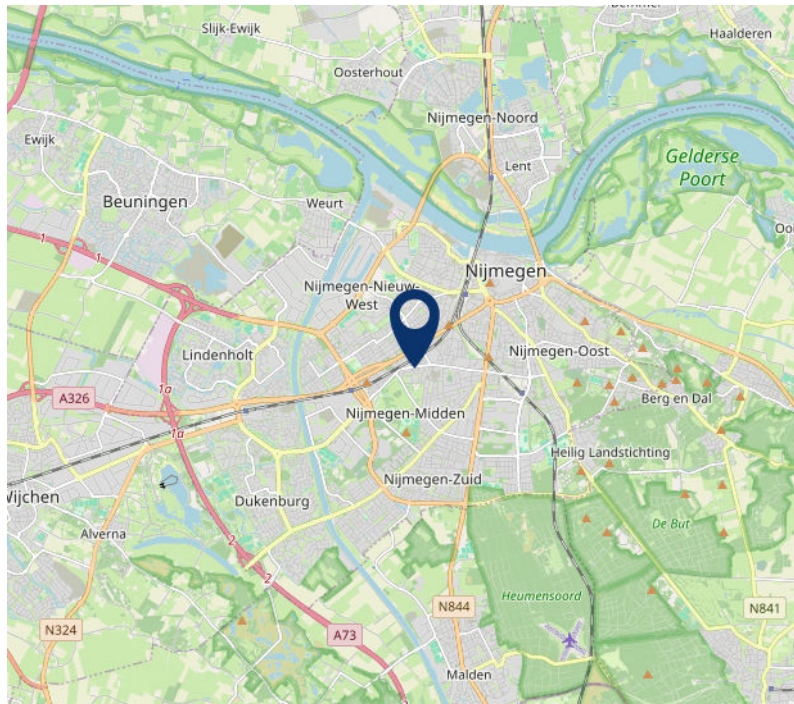 Slijk-Ewijk
Haalderen
Oosterhout
Nijmegen-Noord
Ewijk
Lent
Gelderse
Poort
Beuningen
Weurt
1
Nijmegen
Nijmegen-Nieuw-
West
1
Lindenholt
Nijmegen-Oost
1a
A326
Berg en Dal
Nijmegen-Midden
1a
Heilig Landstichting
Nijmegen-Zuid
Wijchen
Dukenburg
De But
Alverna
2
2
Heumensoord
N844
N841
N324
A73
Malden